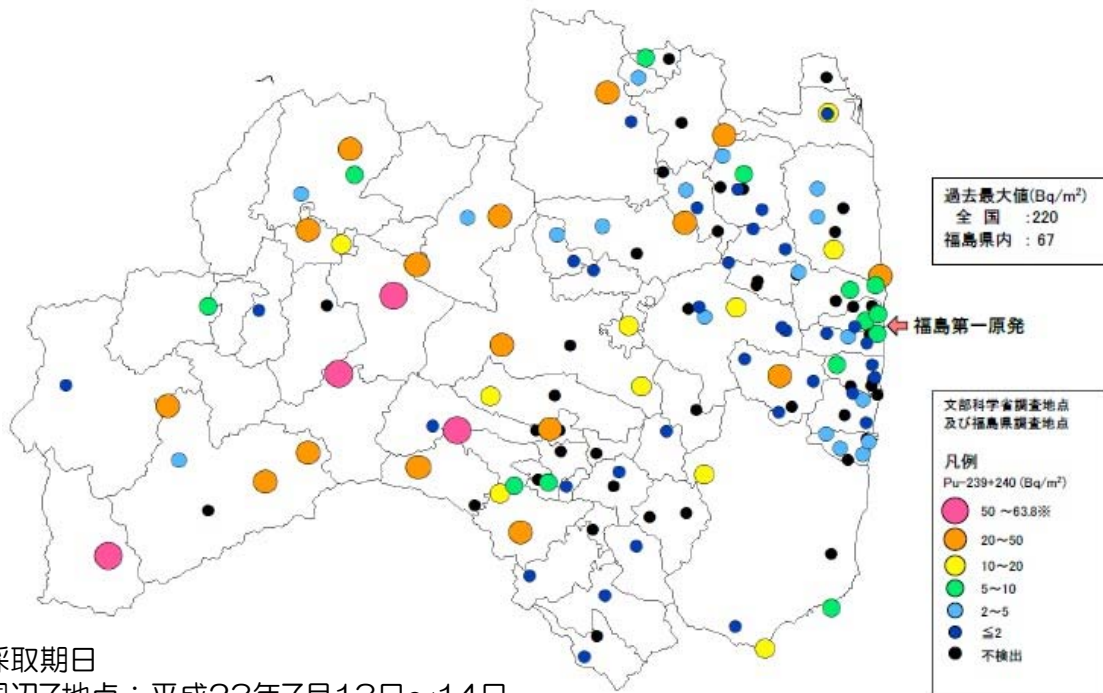 過去最大値(Bq/m²)
全 国 :220
福島県内 : 67
福島第一原発
文部科学省調査地点
及び福島県調査地点
凡例
Pu-239+240 (Bq/m²)
50 ~63.8※
20~50
10~20
5~10
2~5
≦2
不検出
採取期日